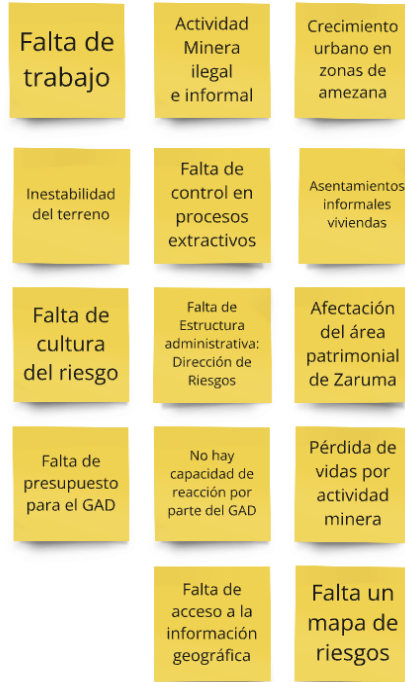 Falta de
trabajo
Actividad
Minera
ilegal
e informal
Crecimiento
urbano en
zonas de
amezana
Inestabilidad
del terreno
Falta de
control en
procesos
extractivos
Asentamientos
informales
viviendas
Falta de
cultura
del riesgo
Falta de
Estructura
administrativa:
Dirección de
Riesgos
Afectación
del área
patrimonial
de Zaruma
Falta de
presupuesto
para el GAD
No hay
capacidad de
reacción por
parte del GAD
Pérdida de
vidas por
actividad
minera
Falta de
acceso a la
información
geográfica
Falta un
mapa de
riesgos